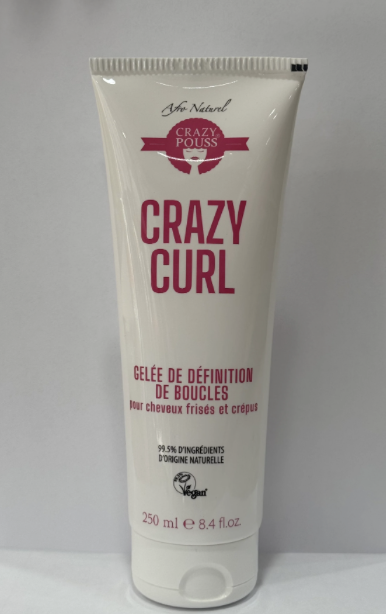 Afro Naturel
CRAZY
POUSS
CRAZY
CURL
GELÉE DE DÉFINITION
DE BOUCLES
pour cheveux frisés et crépus
99.5% D'INGRÉDIENTS
D'ORIGINE NATURELLE
Vegan
250 ml e 8.4 fl.oz.